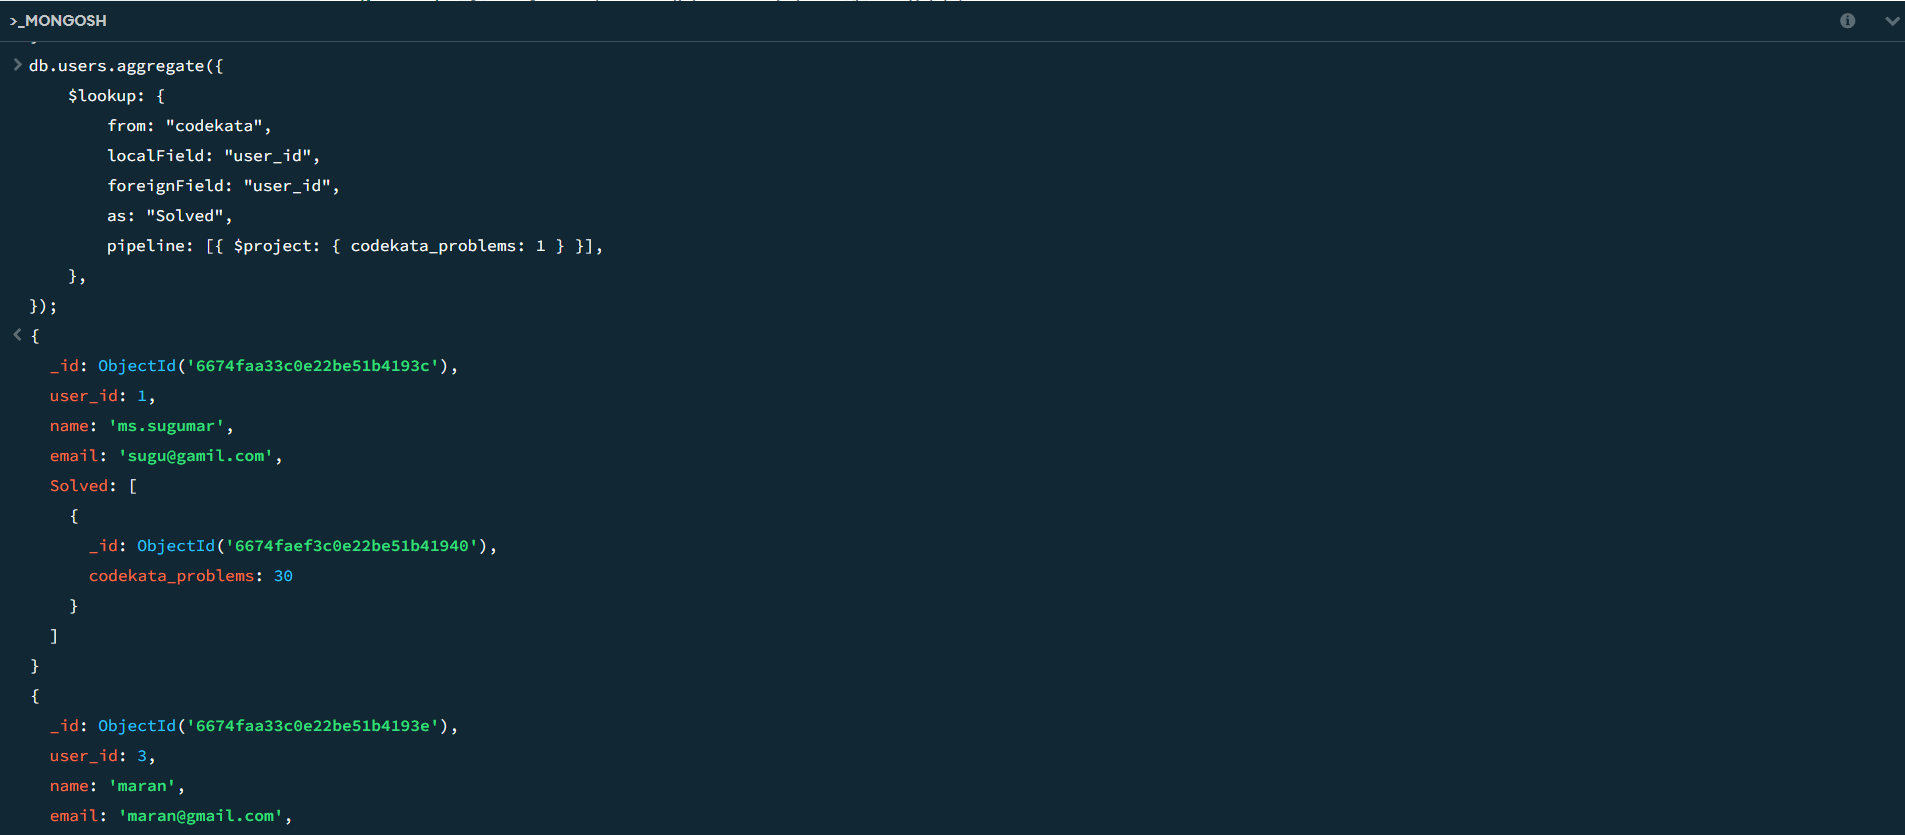 >_MONGOSH
> db.users.aggregate({
$lookup: {
from: "codekata",
localField: "user_id",
foreignField: "user_id",
as: "Solved",
pipeline: [{ $project: { codekata_problems: 1 } }],
},
});
< {
_id: ObjectId('6674faa33c0e22be51b4193c'),
user_id: 1,
name: 'ms.sugumar',
email: 'sugu@gamil.com',
Solved: [
{
_id: ObjectId('6674faef3c0e22be51b41940'),
codekata_problems: 30
}
]
}
{
_id: ObjectId('6674faa33c0e22be51b4193e'),
user_id: 3,
name: 'maran',
email: 'maran@gmail.com',